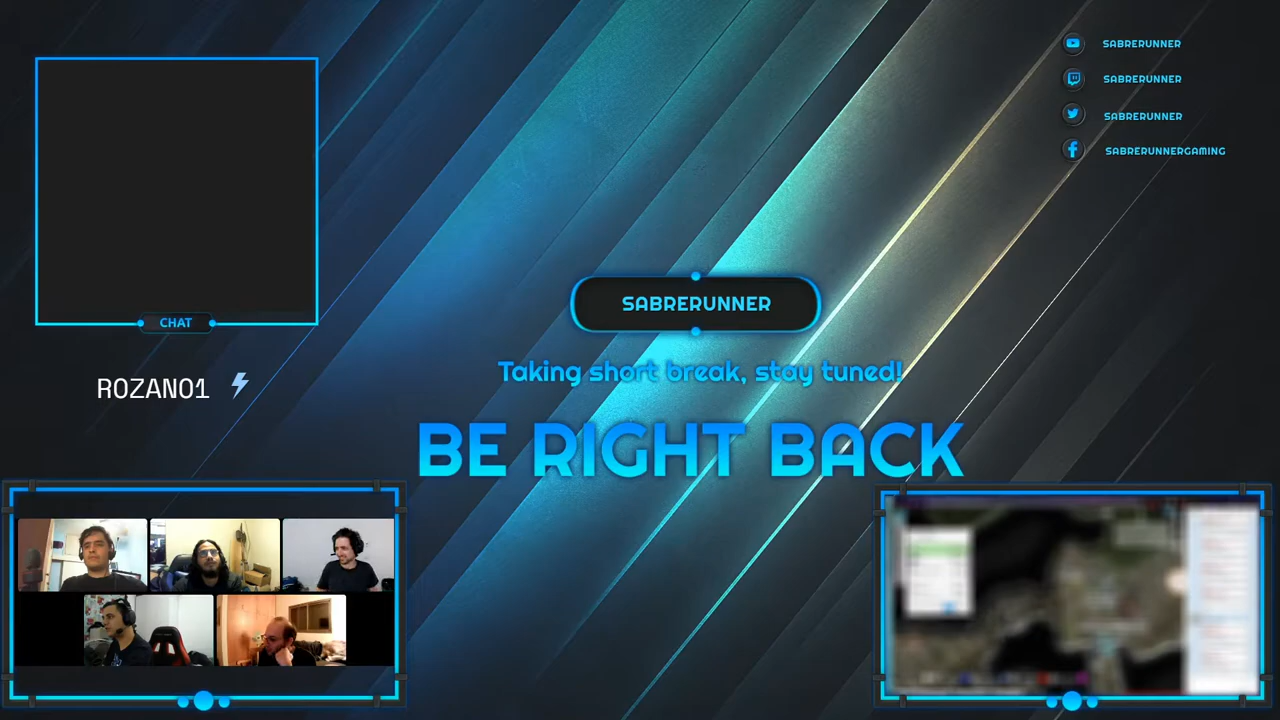 SABRERUNNER
SABRERUNNER
SABRERUNNER
SABRERUNNERGAMING
CHAT
ROZANO1
SABRERUNNER
Taking short break, stay tuned!
BE RIGHT BACK